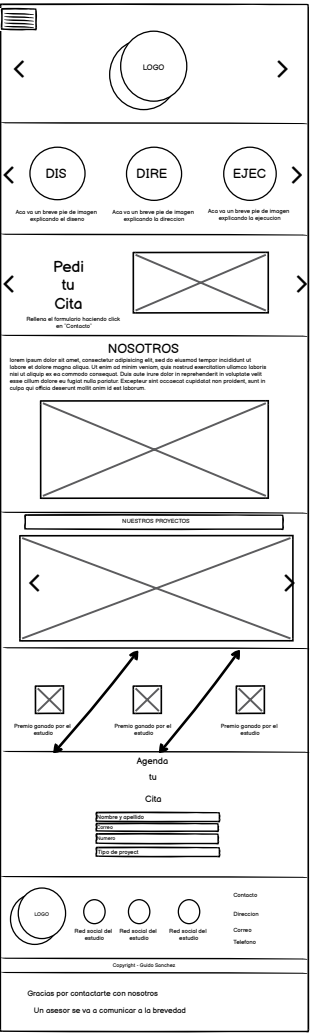 LOGO
DIS
DIRE
EJEC
Aca va un breve pie de imagen
explicando el diseno
Aca va un breve pie de imagen
explicando la direccion
Aca va un breve pie de imagen
explicando la ejecucion
Pedi
tu
Cita
Rellena el formulario haciendo click
en "Contacto"
NOSOTROS
lorem ipsum dolor sit amet, consectetur adipisicing elit, sed do eiusmod tempor incididunt ut
labore et dolore magna aliqua. Ut enim ad minim veniam, quis nostrud exercitation ullamco laboris
nisi ut aliquip ex ea commodo consequat. Duis aute irure dolor in reprehenderit in voluptate velit
esse cillum dolore eu fugiat nulla pariatur. Excepteur sint occaecat cupidatat non proident, sunt in
culpa qui officia deserunt mollit anim id est laborum.
NUESTROS PROYECTOS
Premio ganado por el
estudio
Premio ganado por el
estudio
Premio ganado por el
estudio
Agenda
tu
Cita
Nombre y apellido
Correo
Numero
Tipo de proyect
LOGO
Red social del
estudio
Red social del
estudio
Red social del
estudio
Contacto
Direccion
Correo
Telefono
Copyright - Guido Sanchez
Gracias por contactarte con nosotros
Un asesor se va a comunicar a la brevedad